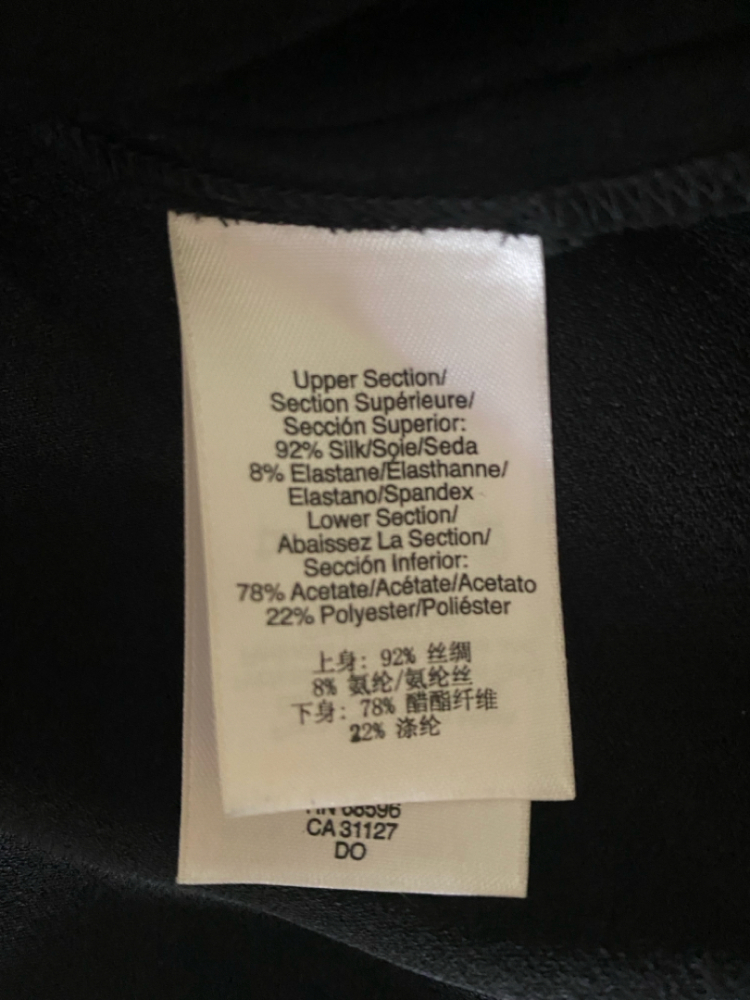 Upper Section/
Section Supérieure/
Sección Superior:
92% Silk/Soie/Seda
8% Elastane/Élasthanne/
Elastano/Spandex
Lower Section/
Abaissez La Section/
Sección Inferior:
78% Acetate/Acétate/Acetato
22% Polyester/Poliéster
上身: 92% 丝绸
8% 氨纶/氨纶丝
下身: 78% 醋酯纤维
22% 涤纶
68596
CA 31127
DO